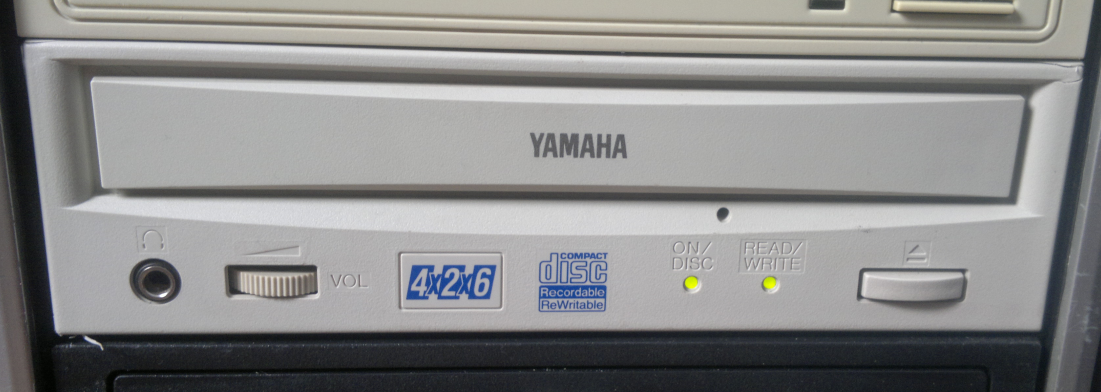 YAMAHA
VOL
4x2x6
COMPACT
disc
Recordable
ReWritable
ON/
DISC
READ/
WRITE